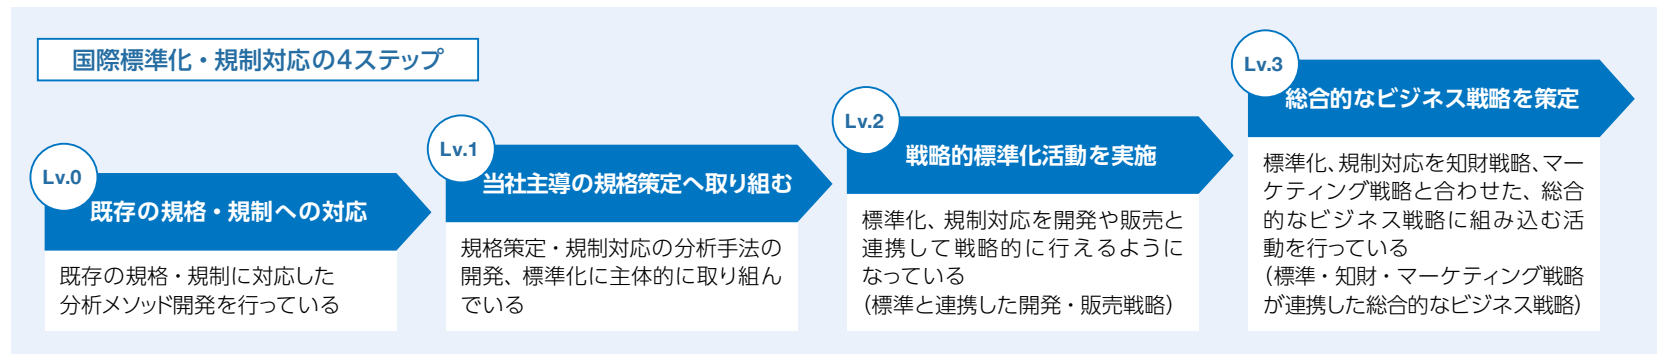 国際標準化・規制対応の4ステップ
Lv.0
既存の規格・規制への対応
既存の規格・規制に対応した
分析メソッド開発を行っている
Lv.1
当社主導の規格策定へ取り組む
規格策定・規制対応の分析手法の
開発、標準化に主体的に取り組ん
でいる
Lv.2
戦略的標準化活動を実施
標準化、規制対応を開発や販売と
連携して戦略的に行えるように
なっている
（標準と連携した開発・販売戦略）
Lv.3
総合的なビジネス戦略を策定
標準化、規制対応を知財戦略、マー
ケティング戦略と合わせた、総合
的なビジネス戦略に組み込む活
動を行っている
（標準・知財・マーケティング戦略
が連携した総合的なビジネス戦略）